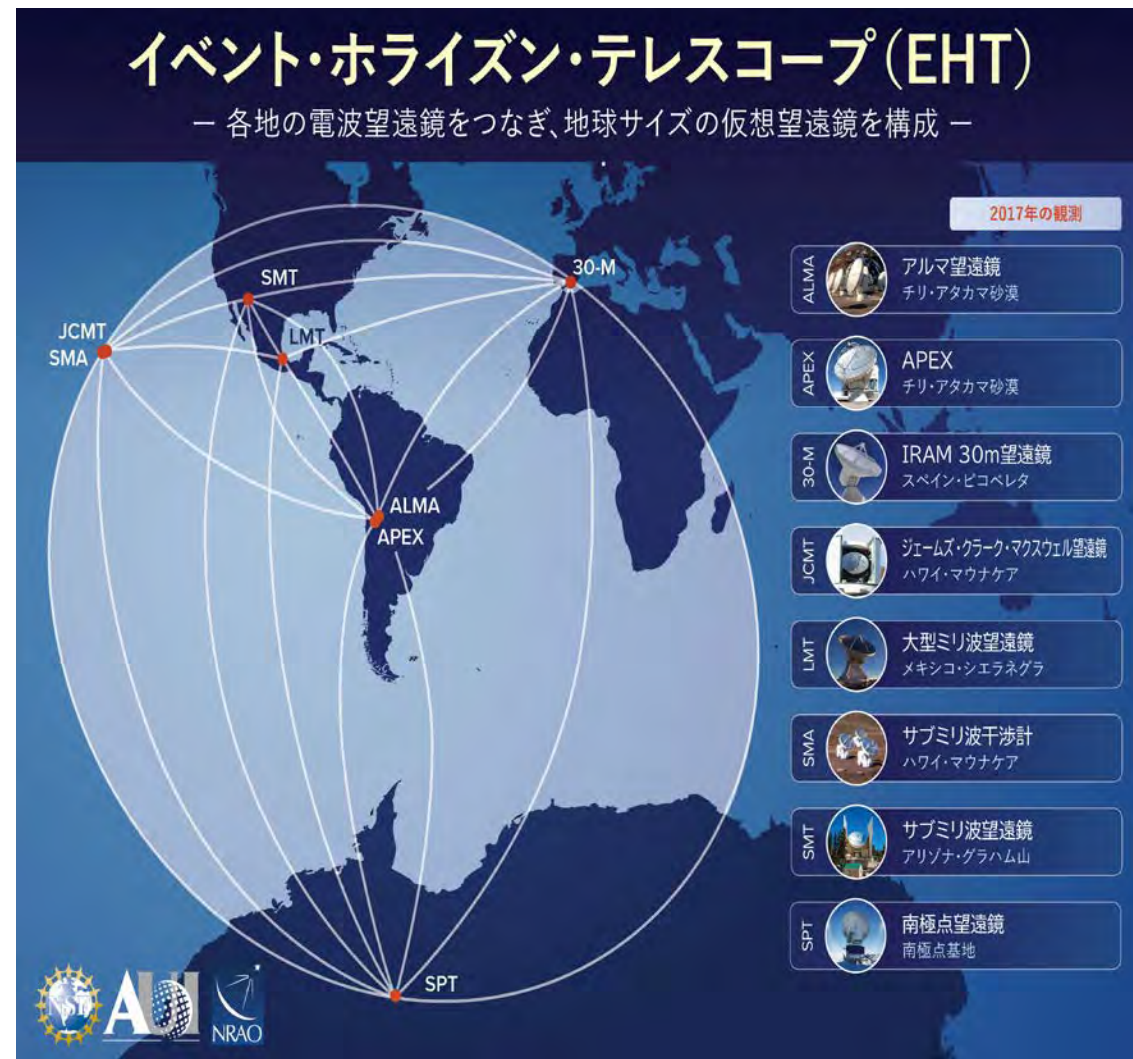 イベント・ホライズン・テレスコープ(EHT)
— 各地の電波望遠鏡をつなぎ、地球サイズの仮想望遠鏡を構成 —
2017年の観測
SMT
30-M
JCMT
SMA
LMT
ALMA
APEX
SPT
ALMA
アルマ望遠鏡
チリ・アタカマ砂漠
APEX
APEX
チリ・アタカマ砂漠
30-M
IRAM 30m望遠鏡
スペイン・ピコベレタ
JCMT
ジェームズ・クラーク・マクスウェル望遠鏡
ハワイ・マウナケア
LMT
大型ミリ波望遠鏡
メキシコ・シエラネグラ
SMA
サブミリ波干渉計
ハワイ・マウナケア
SMT
サブミリ波望遠鏡
アリゾナ・グラハム山
SPT
南極点望遠鏡
南極点基地
NSF
AUI
NRAO